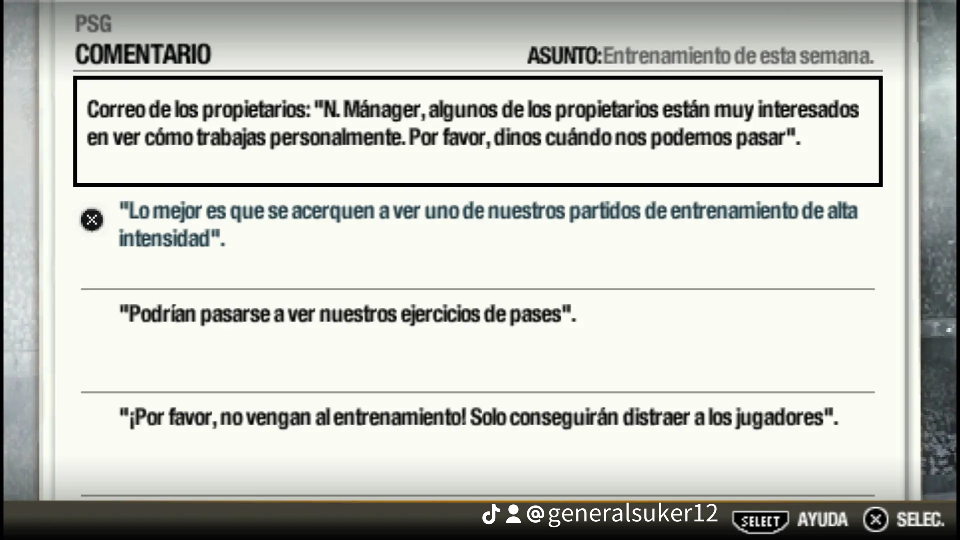 PSG
COMENTARIO
ASUNTO:Entrenamiento de esta semana.
Correo de los propietarios: "N. Mánager, algunos de los propietarios están muy interesados
en ver cómo trabajas personalmente. Por favor, dinos cuándo nos podemos pasar".
"Lo mejor es que se acerquen a ver uno de nuestros partidos de entrenamiento de alta
intensidad".
"Podrían pasarse a ver nuestros ejercicios de pases".
"¡Por favor, no vengan al entrenamiento! Solo conseguirán distraer a los jugadores".
@generalsuker12
SELECT AYUDA
SELEC.